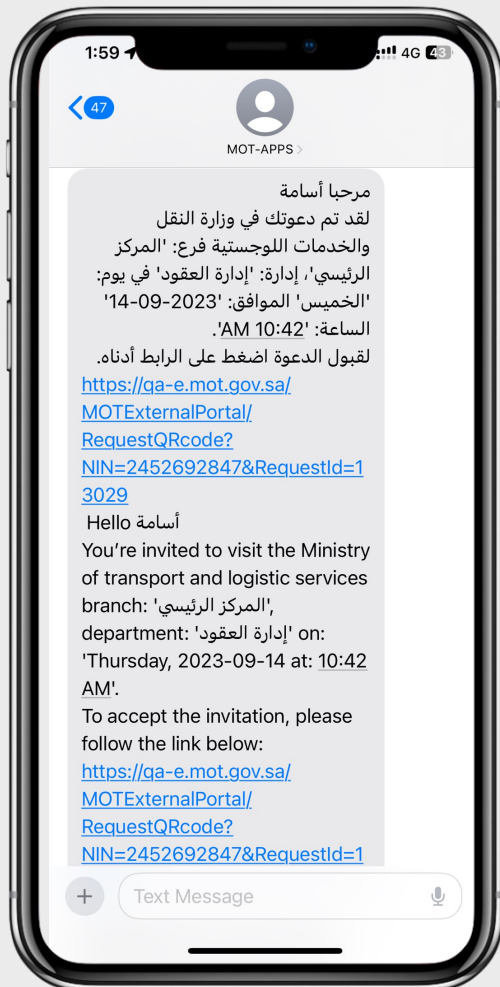 1:59
4G 43
47
MOT-APPS
مرحبا أسامة
لقد تم دعوتك في وزارة النقل
والخدمات اللوجستية فرع: 'المركز
الرئيسي'، إدارة: 'إدارة العقود' في يوم:
'الخميس' الموافق: '2023-09-14'
الساعة: '10:42 AM'.
لقبول الدعوة اضغط على الرابط أدناه.
https://qa-e.mot.gov.sa/
MOTExternalPortal/
RequestQRcode?
NIN=2452692847&RequestId=1
3029
Hello أسامة
You're invited to visit the Ministry
of transport and logistic services
branch: 'المركز الرئيسي',
department: 'إدارة العقود' on:
'Thursday, 2023-09-14 at: 10:42
AM'.
To accept the invitation, please
follow the link below:
https://qa-e.mot.gov.sa/
MOTExternalPortal/
RequestQRcode?
NIN=2452692847&RequestId=1
Text Message